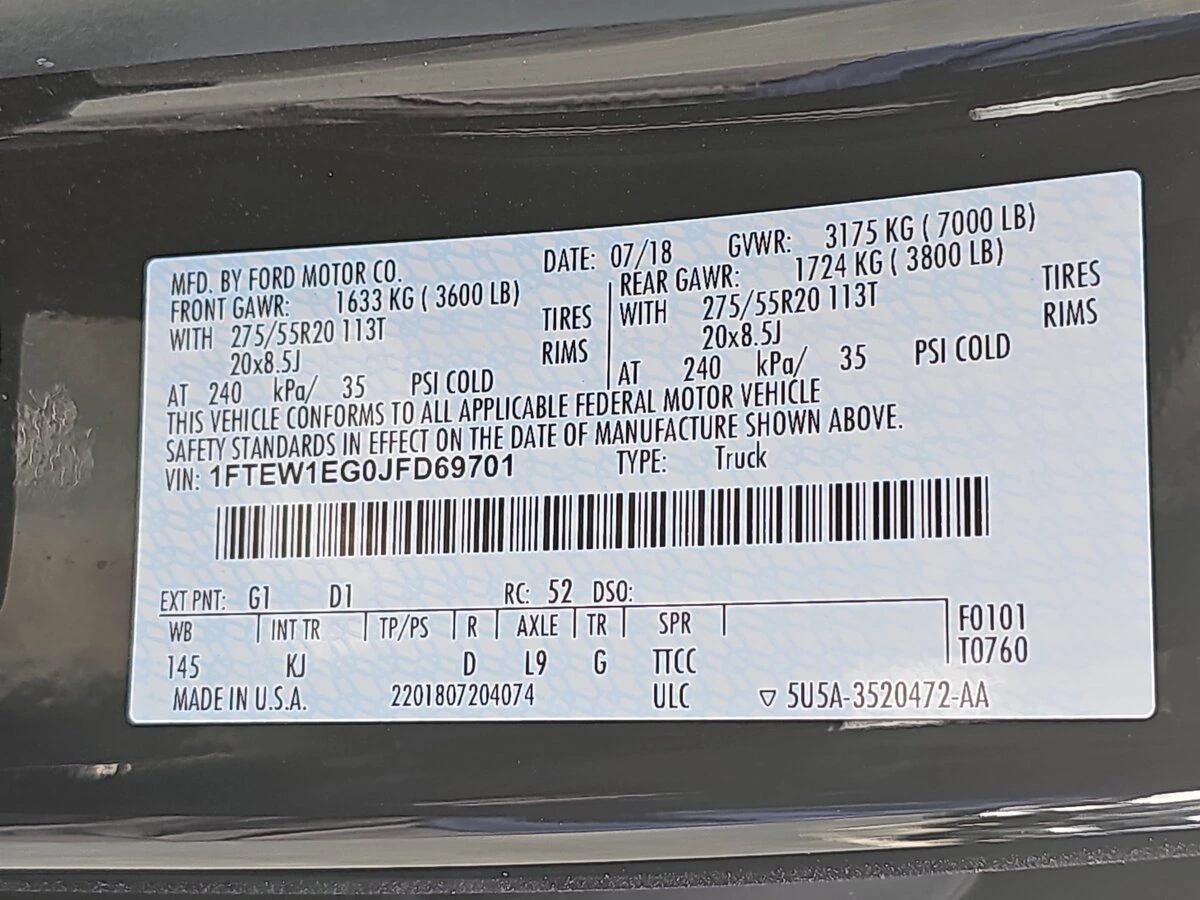 MFD. BY FORD MOTOR CO. DATE: 07/18 GVWR: 3175 KG ( 7000 LB)
FRONT GAWR: 1633 KG ( 3600 LB) REAR GAWR: 1724 KG ( 3800 LB)
WITH 275/55R20 113T TIRES WITH 275/55R20 113T TIRES
20x8.5J RIMS 20x8.5J RIMS
AT 240 kPa/ 35 PSI COLD AT 240 kPa/ 35 PSI COLD
THIS VEHICLE CONFORMS TO ALL APPLICABLE FEDERAL MOTOR VEHICLE
SAFETY STANDARDS IN EFFECT ON THE DATE OF MANUFACTURE SHOWN ABOVE.
VIN: 1FTEW1EG0JFD69701 TYPE: Truck
EXT PNT: G1 D1 RC: 52 DSO:
WB INT TR TP/PS R AXLE TR SPR F0101
145 KJ D L9 G TTCC T0760
MADE IN U.S.A. 2201807204074 ULC ▽ 5U5A-3520472-AA